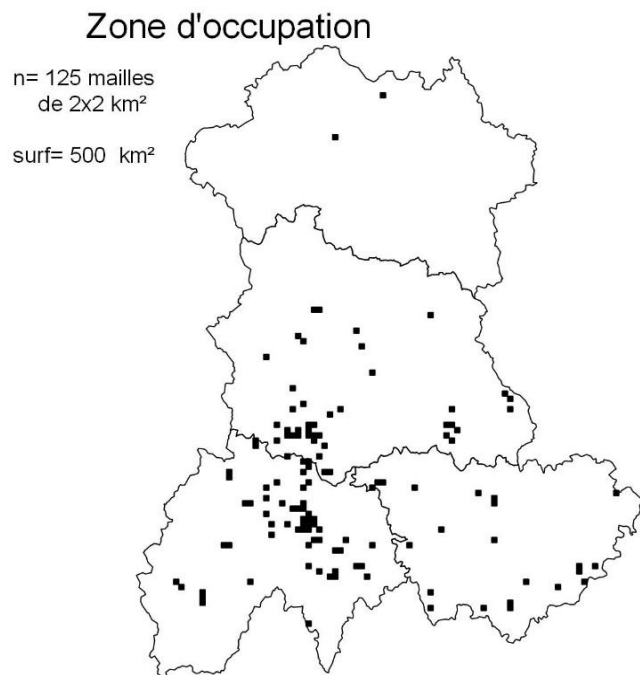 Zone d'occupation
n= 125 mailles
de 2x2 km²
surf= 500 km²